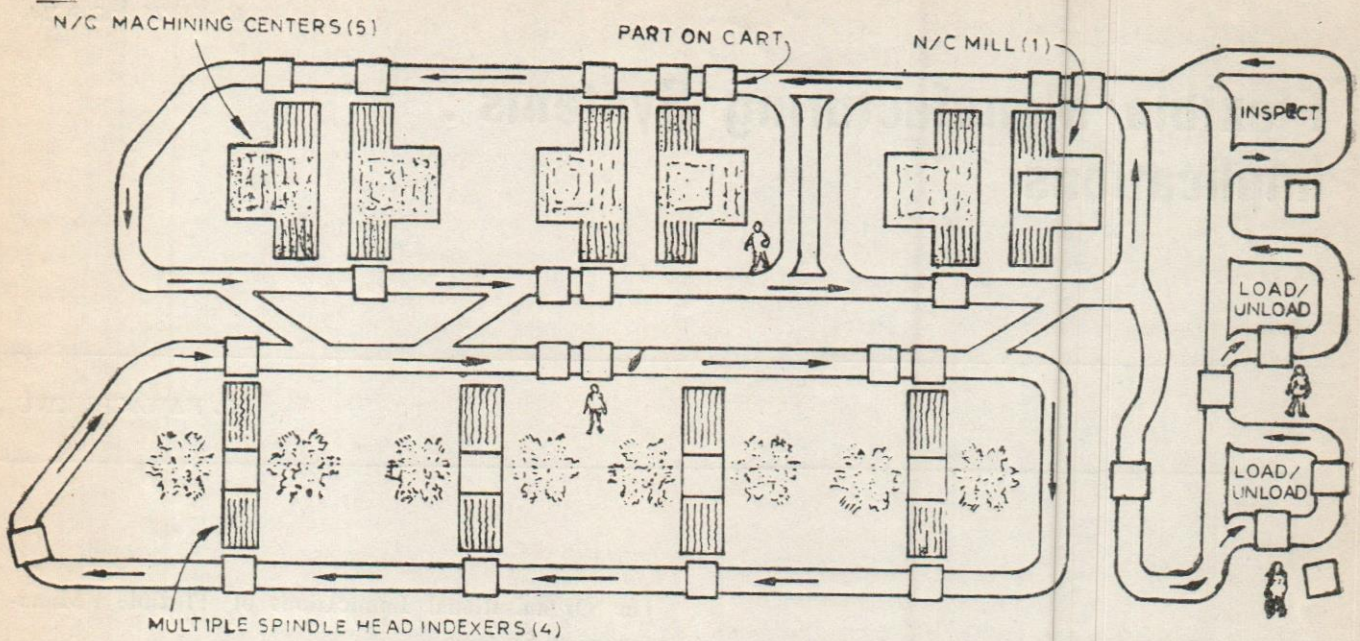 N/C MACHINING CENTERS (5)
PART ON CART
N/C MILL (1)
INSPECT
LOAD/
UNLOAD
LOAD/
UNLOAD
MULTIPLE SPINDLE HEAD INDEXERS (4)